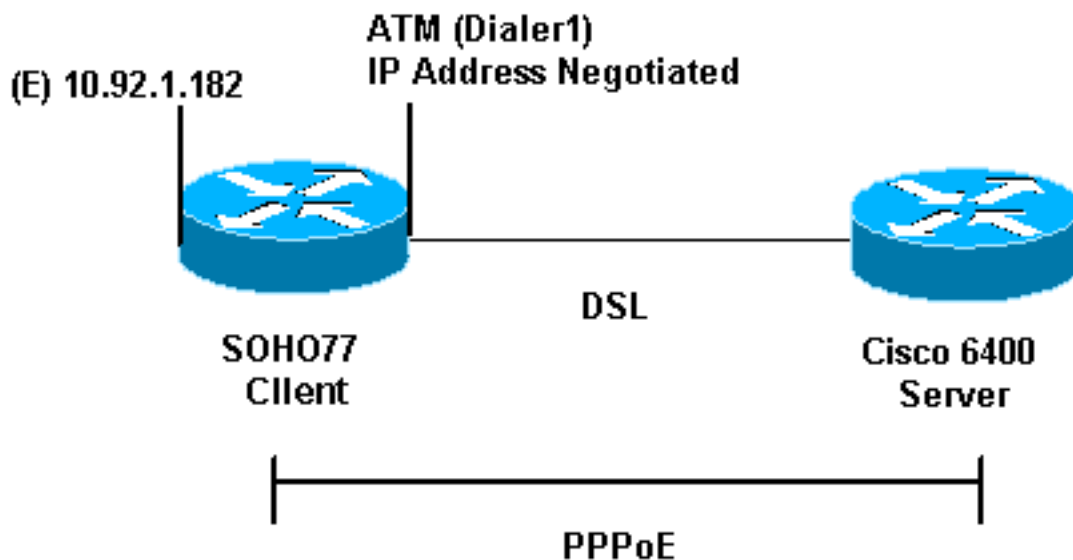 ATM (Dialer1)
IP Address Negotiated
(E) 10.92.1.182
DSL
SOHO77
Client
Cisco 6400
Server
PPPoE